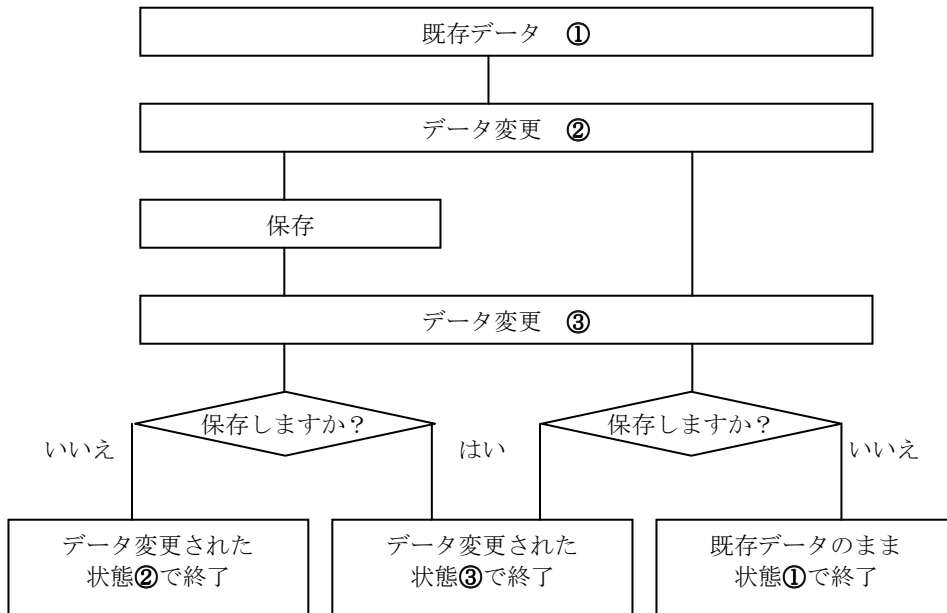 既存データ ①
データ変更 ②
保存
データ変更 ③
保存しますか？
保存しますか？
いいえ
はい
いいえ
データ変更された
状態②で終了
データ変更された
状態③で終了
既存データのまま
状態①で終了